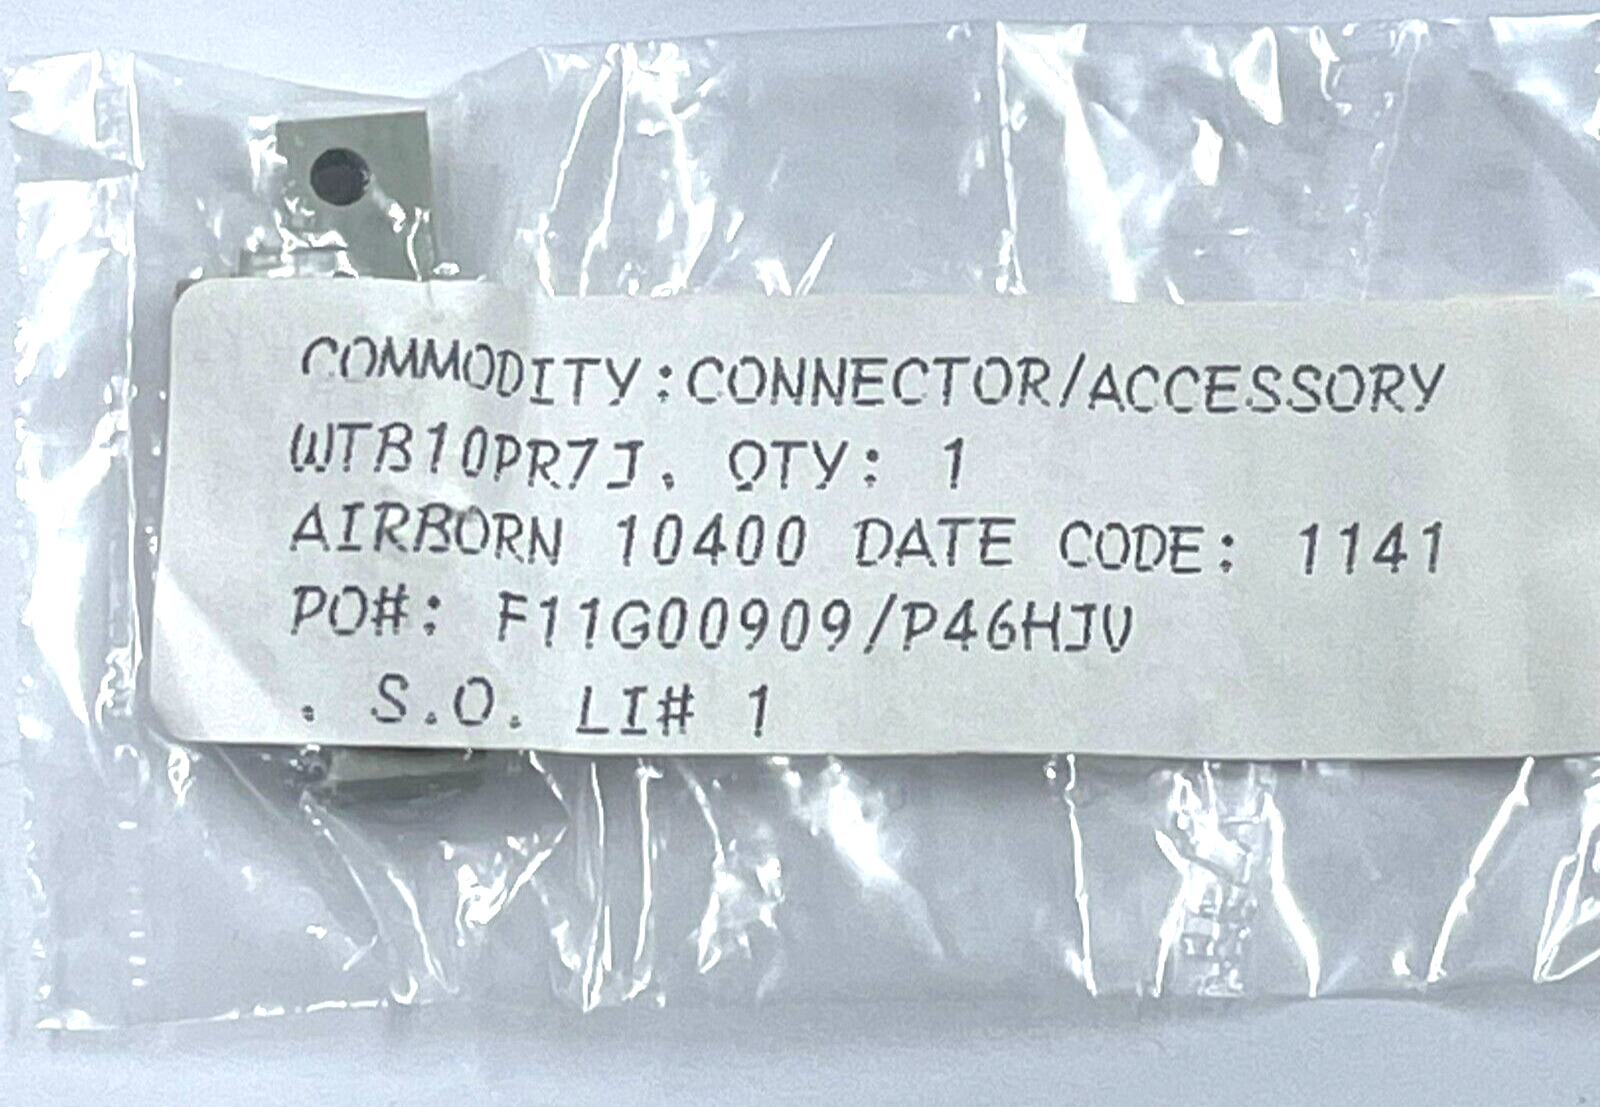 COMMODITY:CONNECTOR/ACCESSORY
WTB10PR7J. QTY: 1
AIRBORN 10400 DATE CODE: 1141
PO#: F11G00909/P46HJV
. S.O. LI# 1